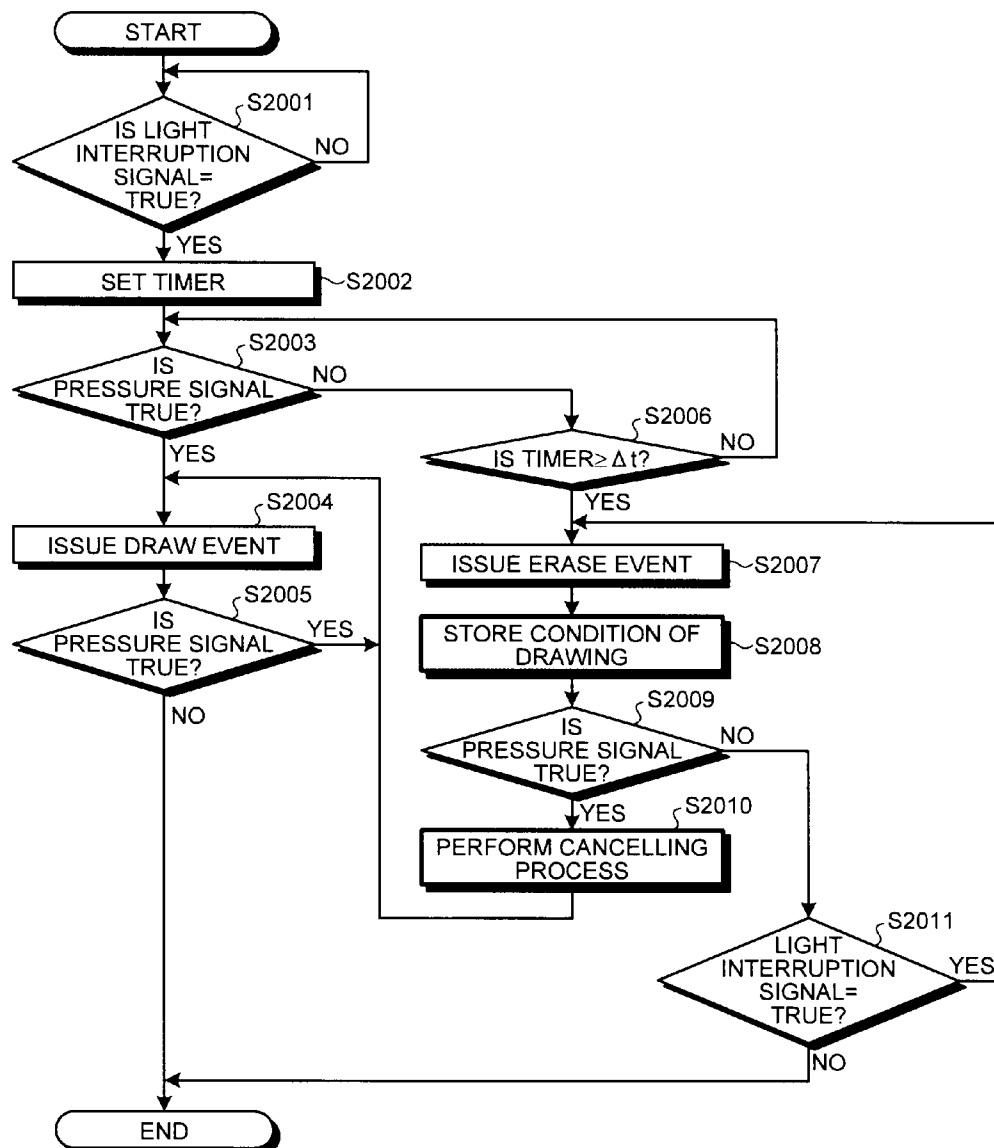 START
S2001
IS LIGHT
INTERRUPTION
SIGNAL=
TRUE?
NO
YES
SET TIMER
S2002
S2003
IS
PRESSURE SIGNAL
TRUE?
NO
YES
S2006
IS TIMER≥ Δt?
NO
YES
S2004
ISSUE DRAW EVENT
S2005
IS
PRESSURE SIGNAL
TRUE?
YES
NO
ISSUE ERASE EVENT
S2007
STORE CONDITION OF
DRAWING
S2008
S2009
IS
PRESSURE SIGNAL
TRUE?
NO
YES
S2010
PERFORM CANCELLING
PROCESS
S2011
LIGHT
INTERRUPTION
SIGNAL=
TRUE?
YES
NO
END